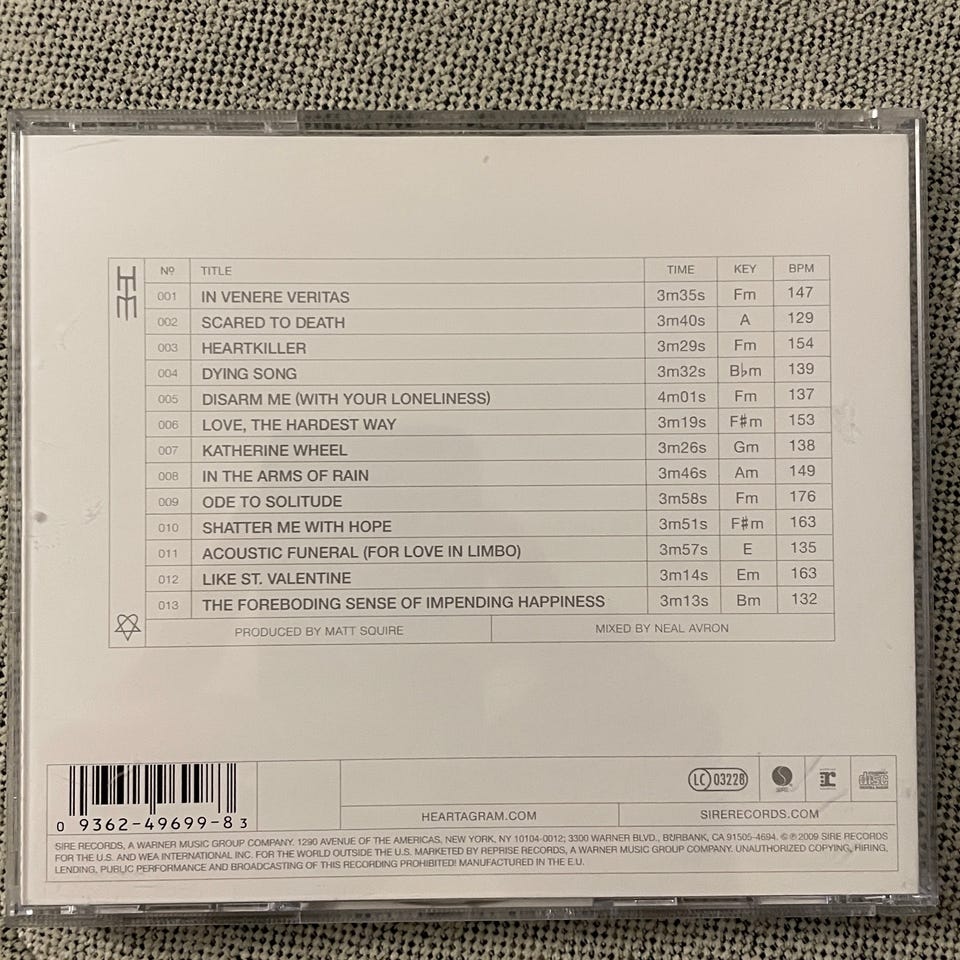 HIM
Nº TITLE TIME KEY BPM
001 IN VENERE VERITAS 3m35s Fm 147
002 SCARED TO DEATH 3m40s A 129
003 HEARTKILLER 3m29s Fm 154
004 DYING SONG 3m32s B♭m 139
005 DISARM ME (WITH YOUR LONELINESS) 4m01s Fm 137
006 LOVE, THE HARDEST WAY 3m19s F#m 153
007 KATHERINE WHEEL 3m26s Gm 138
008 IN THE ARMS OF RAIN 3m46s Am 149
009 ODE TO SOLITUDE 3m58s Fm 176
010 SHATTER ME WITH HOPE 3m51s F#m 163
011 ACOUSTIC FUNERAL (FOR LOVE IN LIMBO) 3m57s E 135
012 LIKE ST. VALENTINE 3m14s Em 163
013 THE FOREBODING SENSE OF IMPENDING HAPPINESS 3m13s Bm 132
PRODUCED BY MATT SQUIRE MIXED BY NEAL AVRON
LC 03228
disc
0 9362-49699-8 3
HEARTAGRAM.COM SIRERECORDS.COM
SIRE RECORDS, A WARNER MUSIC GROUP COMPANY. 1290 AVENUE OF THE AMERICAS, NEW YORK, NY 10104-0012; 3300 WARNER BLVD., BURBANK, CA 91505-4694. ©℗ 2009 SIRE RECORDS
FOR THE U.S. AND WEA INTERNATIONAL INC. FOR THE WORLD OUTSIDE THE U.S. MARKETED BY REPRISE RECORDS, A WARNER MUSIC GROUP COMPANY. UNAUTHORIZED COPYING, HIRING,
LENDING, PUBLIC PERFORMANCE AND BROADCASTING OF THIS RECORDING PROHIBITED! MANUFACTURED IN THE E.U.